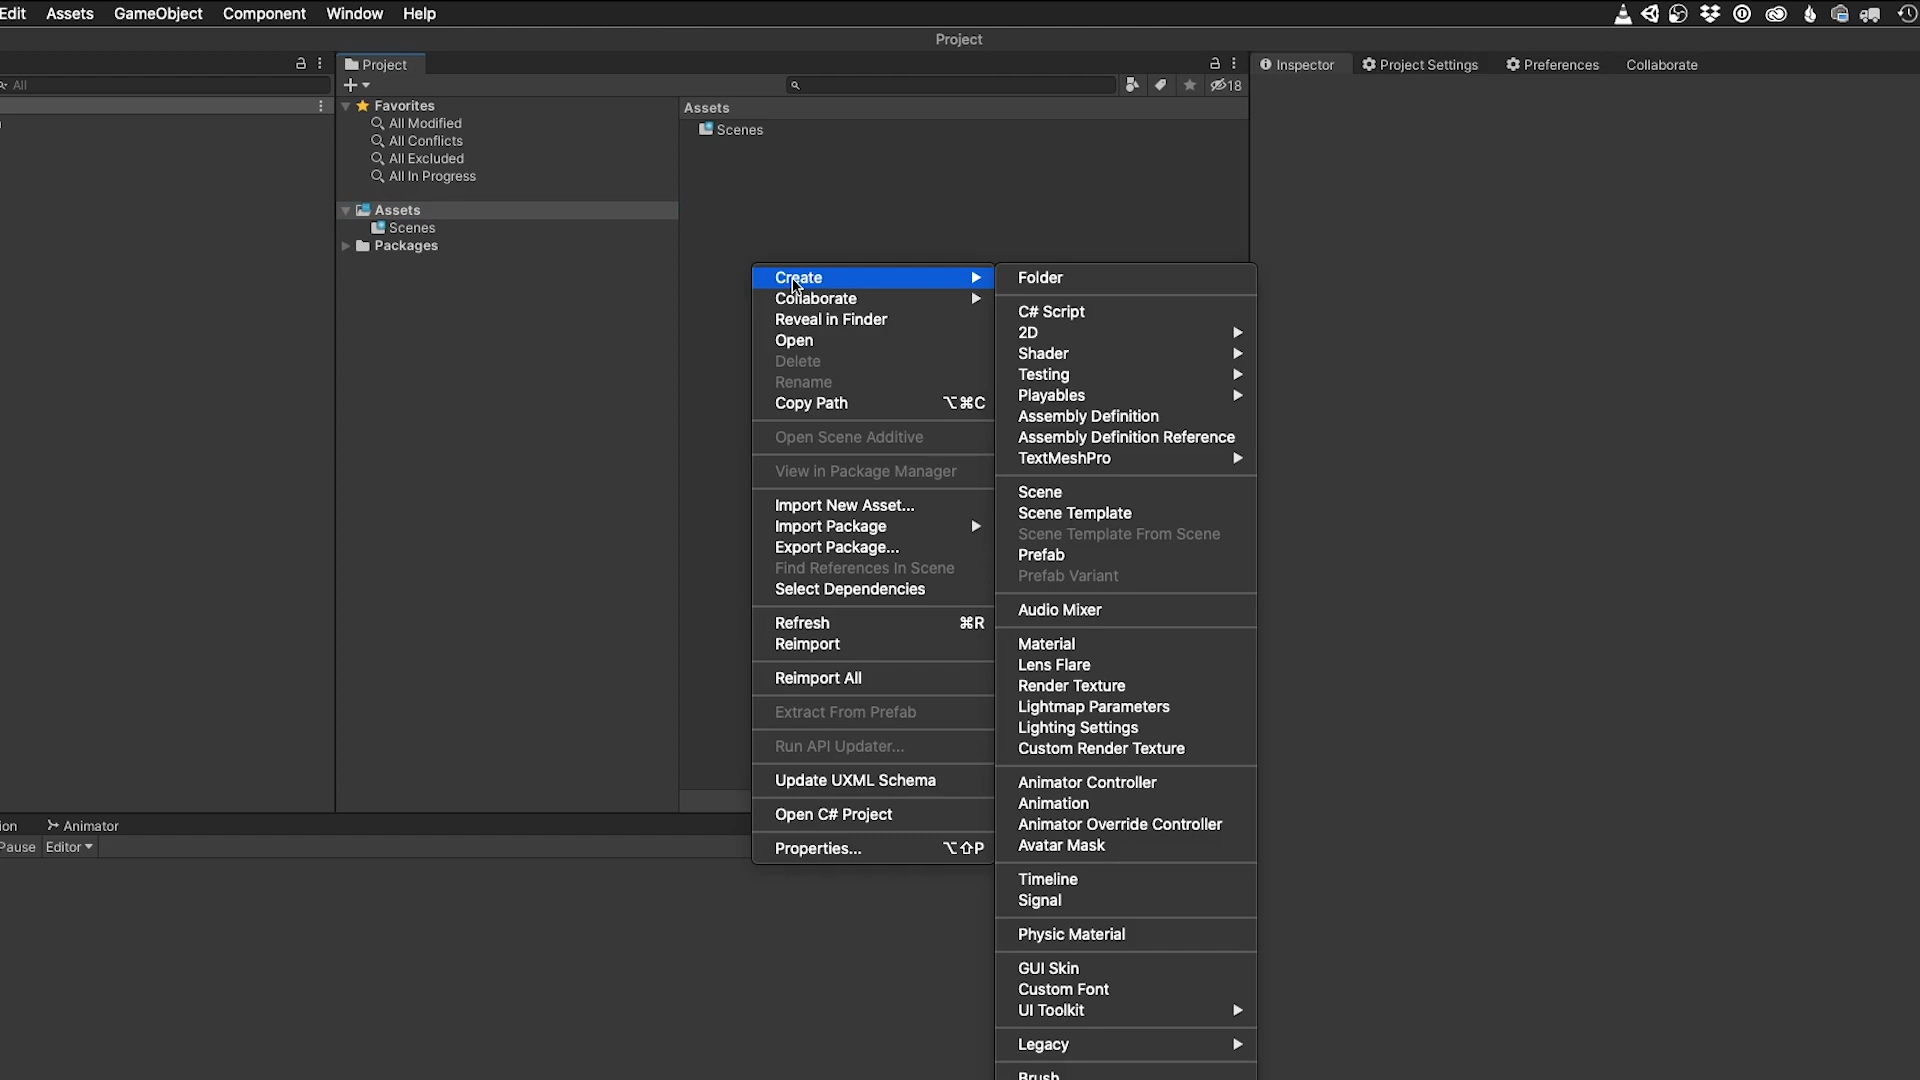 Edit Assets GameObject Component Window Help
Project
Project
Inspector Project Settings Preferences Collaborate
All
18
Favorites
All Modified
All Conflicts
All Excluded
All In Progress
Assets
Scenes
Packages
Assets
Scenes
Create
Collaborate
Reveal in Finder
Open
Delete
Rename
Copy Path ⌥⌘C
Open Scene Additive
View in Package Manager
Import New Asset...
Import Package
Export Package...
Find References In Scene
Select Dependencies
Refresh ⌘R
Reimport
Reimport All
Extract From Prefab
Run API Updater...
Update UXML Schema
Open C# Project
Properties... ⌥⇧P
Folder
C# Script
2D
Shader
Testing
Playables
Assembly Definition
Assembly Definition Reference
TextMeshPro
Scene
Scene Template
Scene Template From Scene
Prefab
Prefab Variant
Audio Mixer
Material
Lens Flare
Render Texture
Lightmap Parameters
Lighting Settings
Custom Render Texture
Animator Controller
Animation
Animator Override Controller
Avatar Mask
Timeline
Signal
Physic Material
GUI Skin
Custom Font
UI Toolkit
Legacy
Brush
ion Animator
Pause Editor